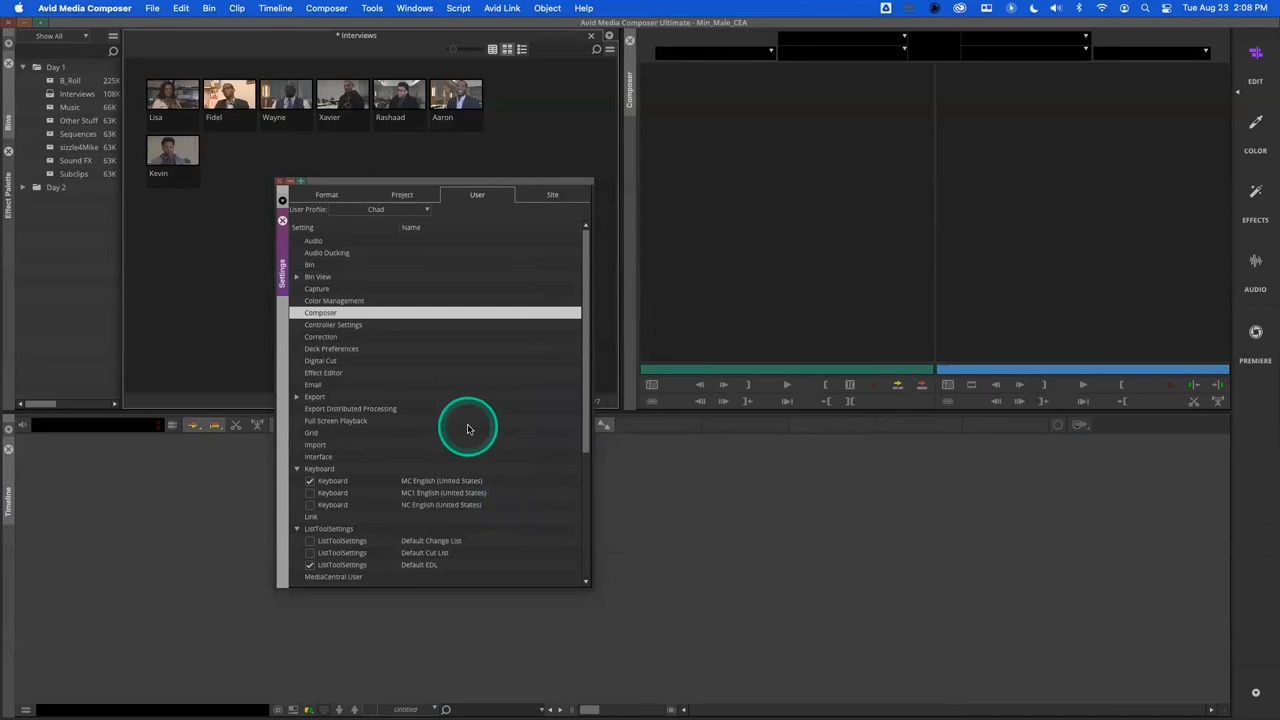 Avid Media Composer File Edit Bin Clip Timeline Composer Tools Windows Script Avid Link Object Help Tue Aud 23 2:08 PM
Avid Media Composer Ultimate - Min_Male_CEA
Show All
* Interviews
Day 1
B_Roll 225K
Interviews 108K
Music 66K
Other Stuff 63K
Sequences 63K
sizzle4Mike 63K
Sound FX 63K
Subclips 63K
Day 2
Bins
Effect Palette
Lisa Fidel Wayne Xavier Rashaad Aaron
Kevin
Composer
EDIT
COLOR
EFFECTS
AUDIO
PREMIERE
Format Project User Site
User Profile: Chad
Setting Name
Settings
Audio
Audio Ducking
Bin
Bin View
Capture
Color Management
Composer
Controller Settings
Correction
Deck Preferences
Digital Cut
Effect Editor
Email
Export
Export Distributed Processing
Full Screen Playback
Grid
Import
Interface
Keyboard
Keyboard MC English (United States)
Keyboard MC1 English (United States)
Keyboard NC English (United States)
Link
ListToolSettings
ListToolSettings Default Change List
ListToolSettings Default Cut List
ListToolSettings Default EDL
MediaCentral User
Timeline
Untitled